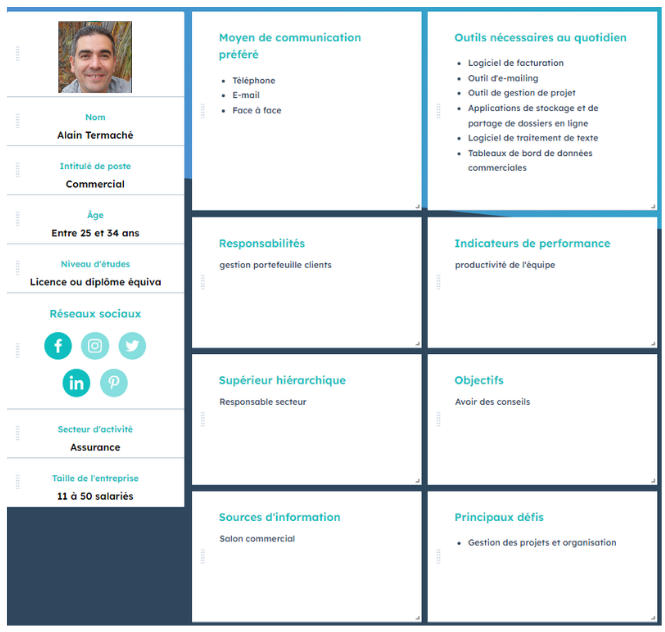 Nom
Alain Termaché
Intitulé de poste
Commercial
Âge
Entre 25 et 34 ans
Niveau d'études
Licence ou diplôme équiva
Réseaux sociaux
Secteur d'activité
Assurance
Taille de l'entreprise
11 à 50 salariés
Moyen de communication
préféré
Téléphone
E-mail
Face à face
Outils nécessaires au quotidien
Logiciel de facturation
Outil d'e-mailing
Outil de gestion de projet
Applications de stockage et de
partage de dossiers en ligne
Logiciel de traitement de texte
Tableaux de bord de données
commerciales
Responsabilités
gestion portefeuille clients
Indicateurs de performance
productivité de l'équipe
Supérieur hiérarchique
Responsable secteur
Objectifs
Avoir des conseils
Sources d'information
Salon commercial
Principaux défis
Gestion des projets et organisation